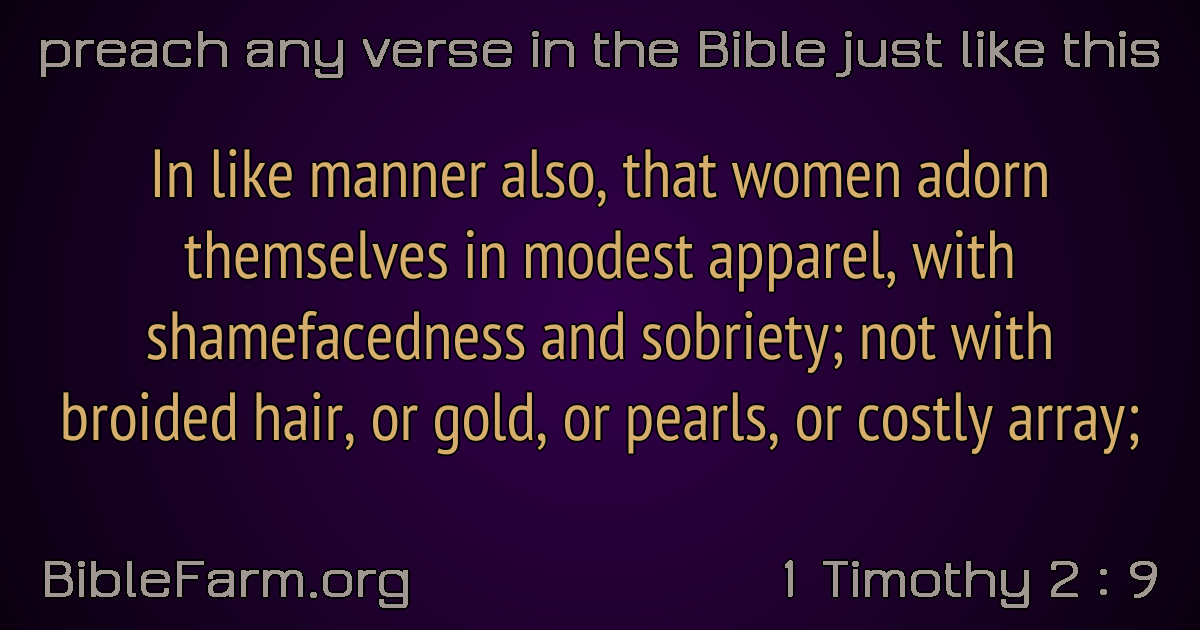 preach any verse in the Bible just like this
In like manner also, that women adorn
themselves in modest apparel, with
shamefacedness and sobriety; not with
broided hair, or gold, or pearls, or costly array;
BibleFarm.org
1 Timothy 2 : 9